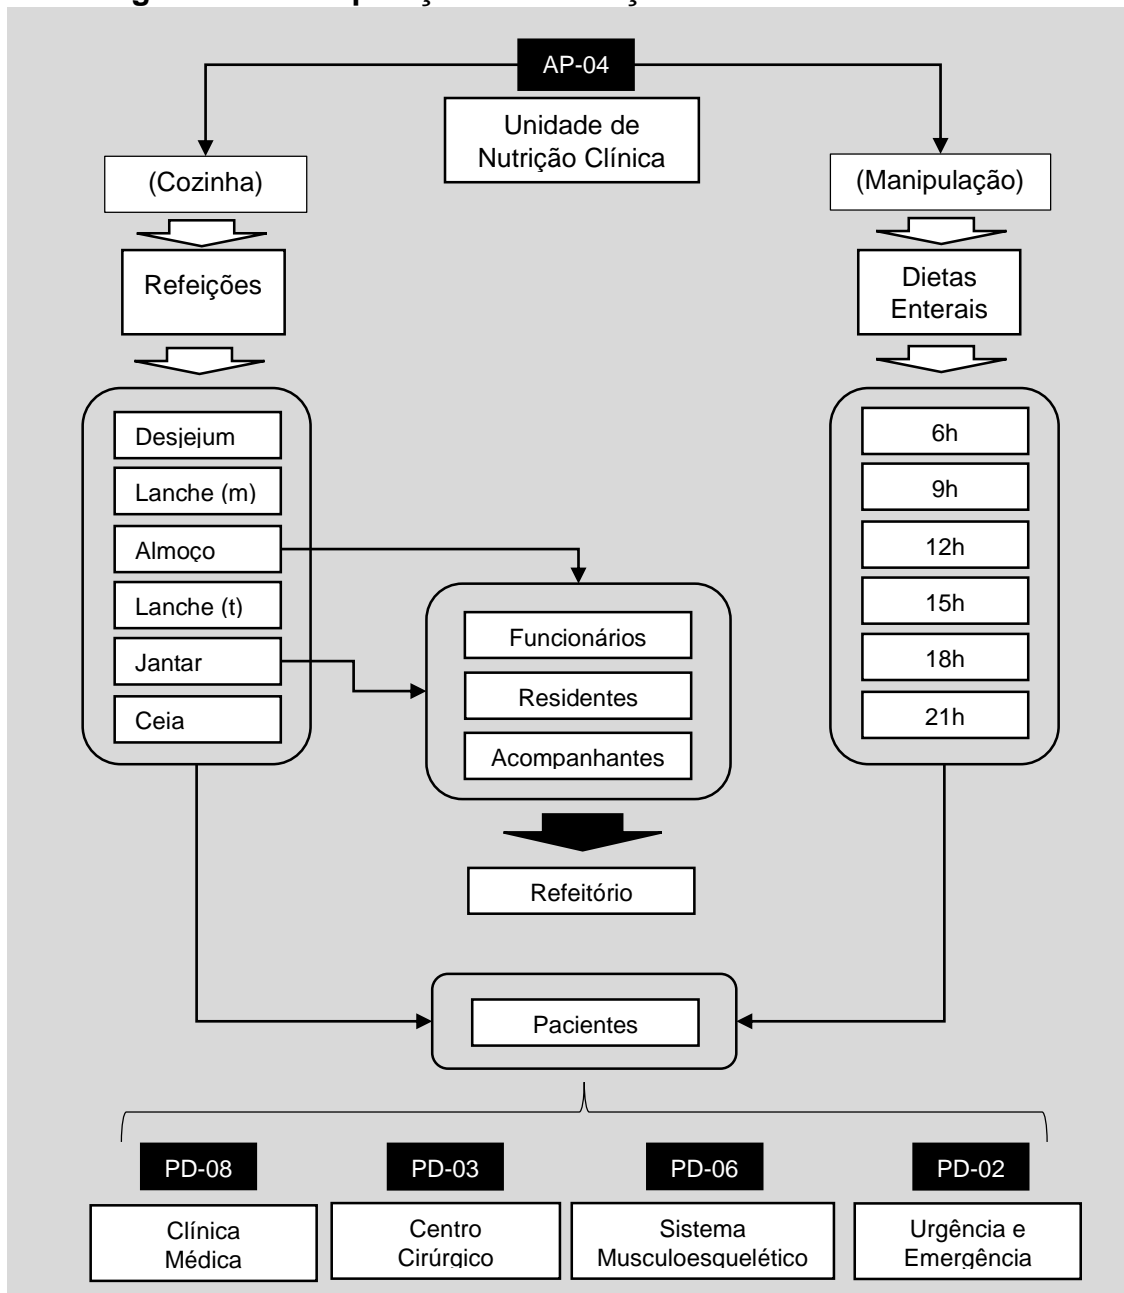 AP-04
Unidade de
Nutrição Clínica
(Cozinha)
(Manipulação)
Refeições
Dietas
Enterais
Desjejum
Lanche (m)
Almoço
Lanche (t)
Jantar
Ceia
6h
9h
12h
15h
18h
21h
Funcionários
Residentes
Acompanhantes
Refeitório
Pacientes
PD-08
Clínica
Médica
PD-03
Centro
Cirúrgico
PD-06
Sistema
Musculoesquelético
PD-02
Urgência e
Emergência